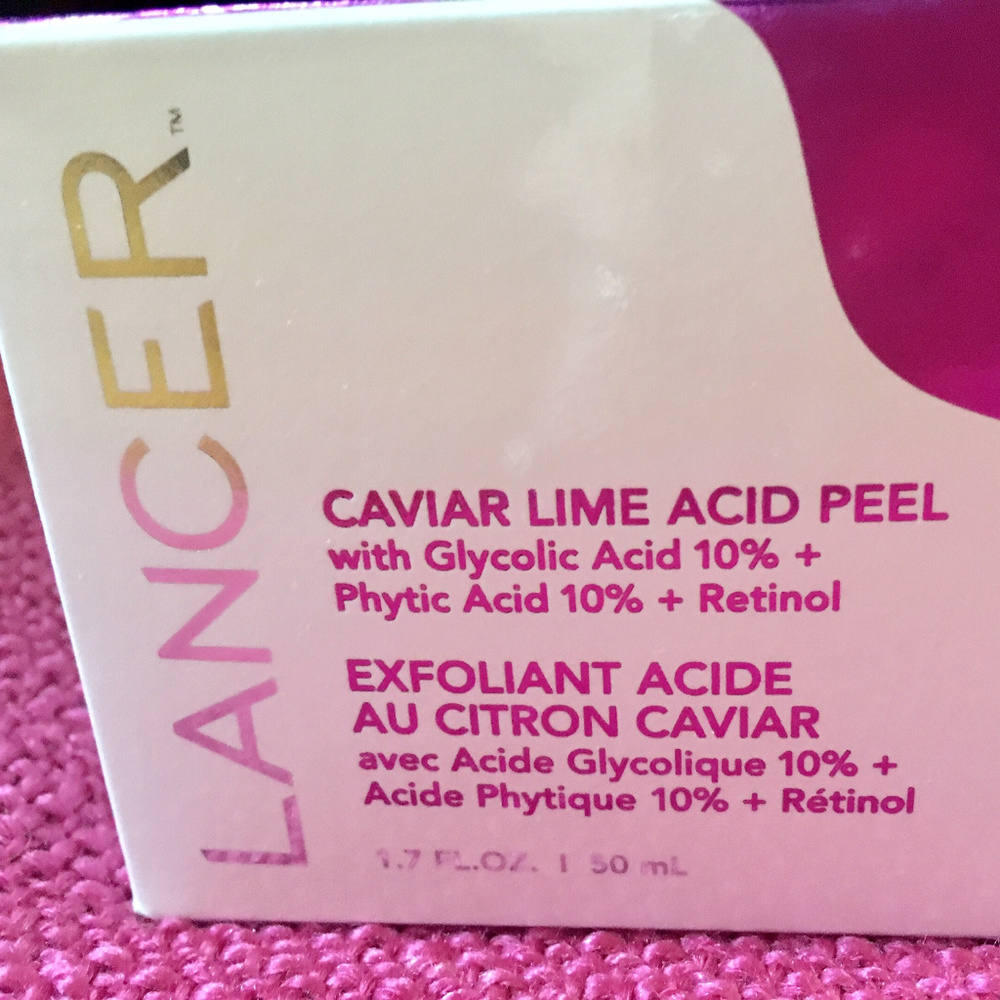 LANCER™
CAVIAR LIME ACID PEEL
with Glycolic Acid 10% +
Phytic Acid 10% + Retinol
EXFOLIANT ACIDE
AU CITRON CAVIAR
avec Acide Glycolique 10% +
Acide Phytique 10% + Rétinol
1.7 FL.OZ. | 50 mL